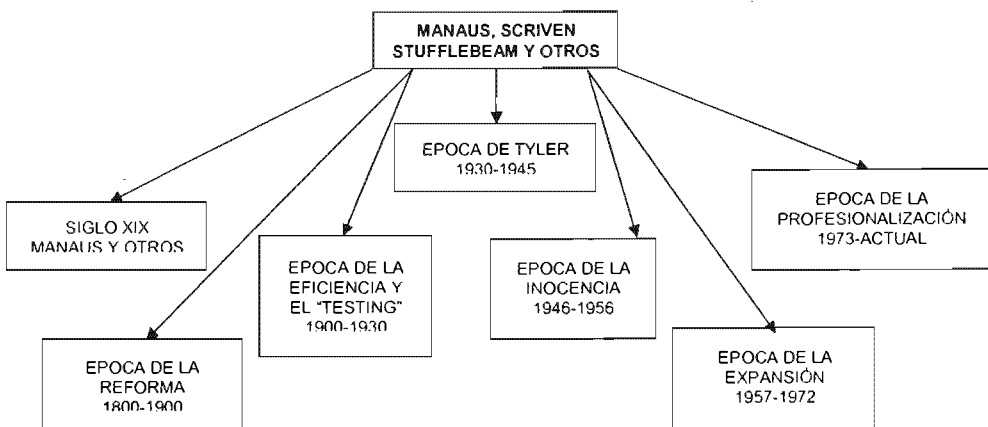 MANAUS, SCRIVEN
STUFFLEBEAM Y OTROS
EPOCA DE TYLER
1930-1945
SIGLO XIX
MANAUS Y OTROS
EPOCA DE LA
PROFESIONALIZACIÓN
1973-ACTUAL
EPOCA DE LA
EFICIENCIA Y
EL "TESTING"
1900-1930
EPOCA DE LA
INOCENCIA
1946-1956
EPOCA DE LA
REFORMA
1800-1900
EPOCA DE LA
EXPANSIÓN
1957-1972